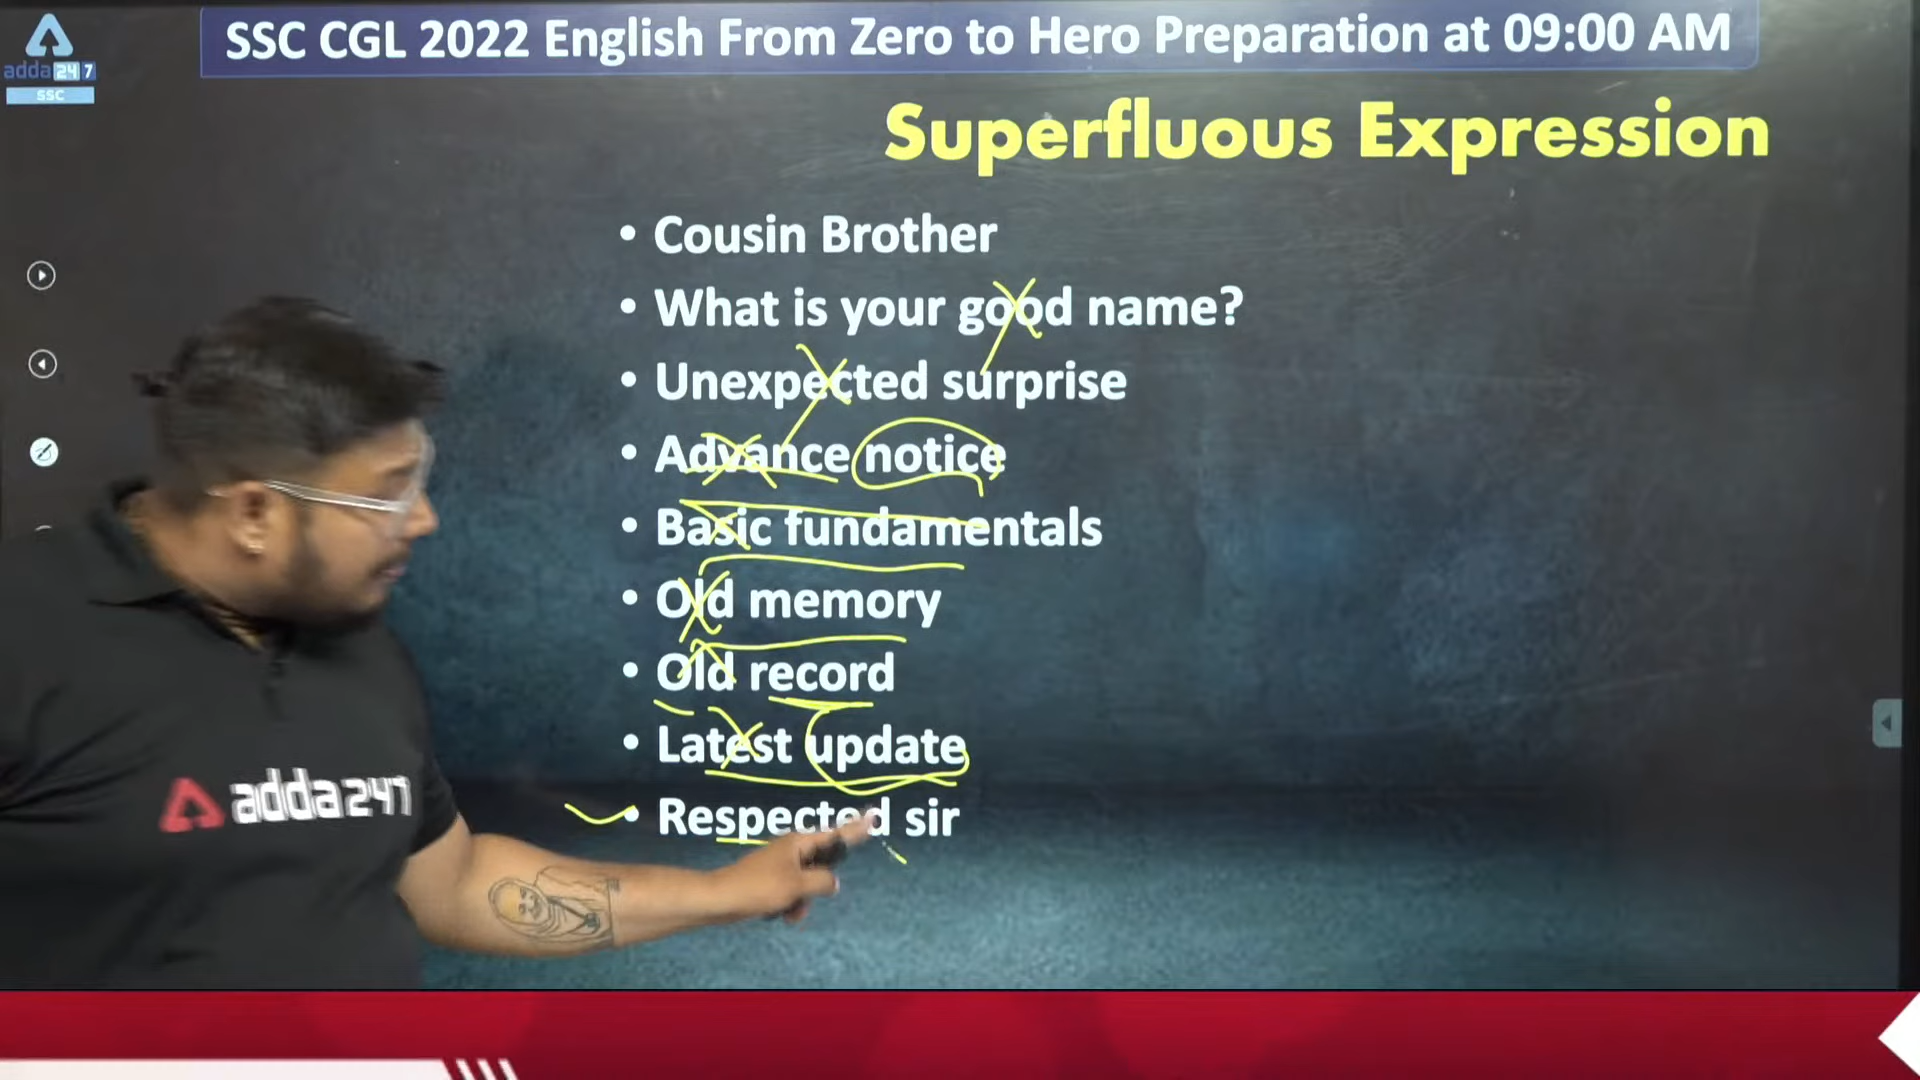 SSC CGL 2022 English From Zero to Hero Preparation at 09:00 AM
adda247
SSC
Superfluous Expression
• Cousin Brother
• What is your good name?
• Unexpected surprise
• Advance notice
• Basic fundamentals
• Old memory
• Old record
• Latest update
• Respected sir
adda247